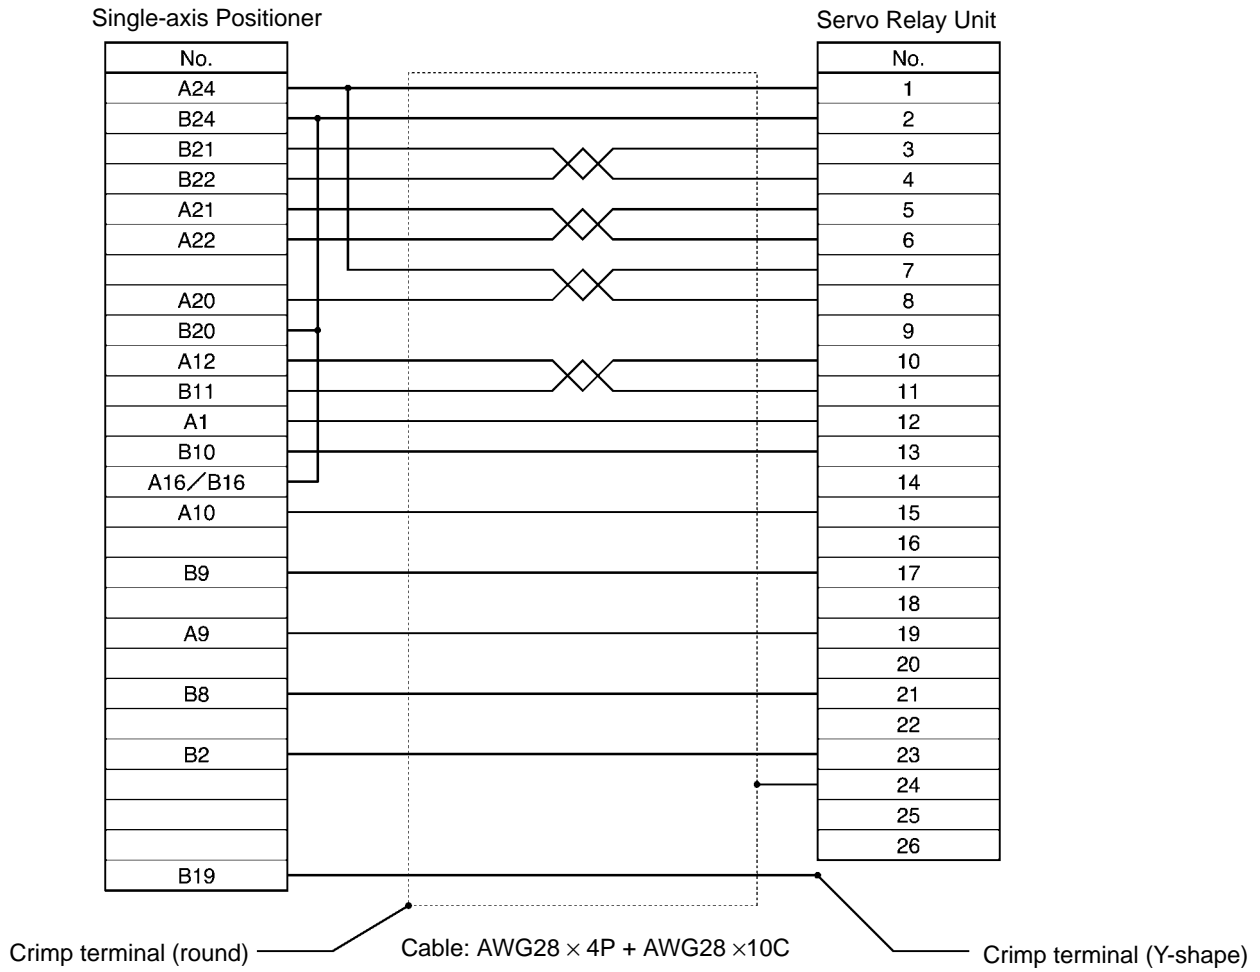 Single-axis Positioner
Servo Relay Unit
No.
No.
A24
1
B24
2
B21
3
B22
4
A21
5
A22
6
7
A20
8
B20
9
A12
10
B11
11
A1
12
B10
13
A16／B16
14
A10
15
16
B9
17
18
A9
19
20
B8
21
22
B2
23
24
25
26
B19
Crimp terminal (round)
Cable: AWG28 × 4P + AWG28 ×10C
Crimp terminal (Y-shape)